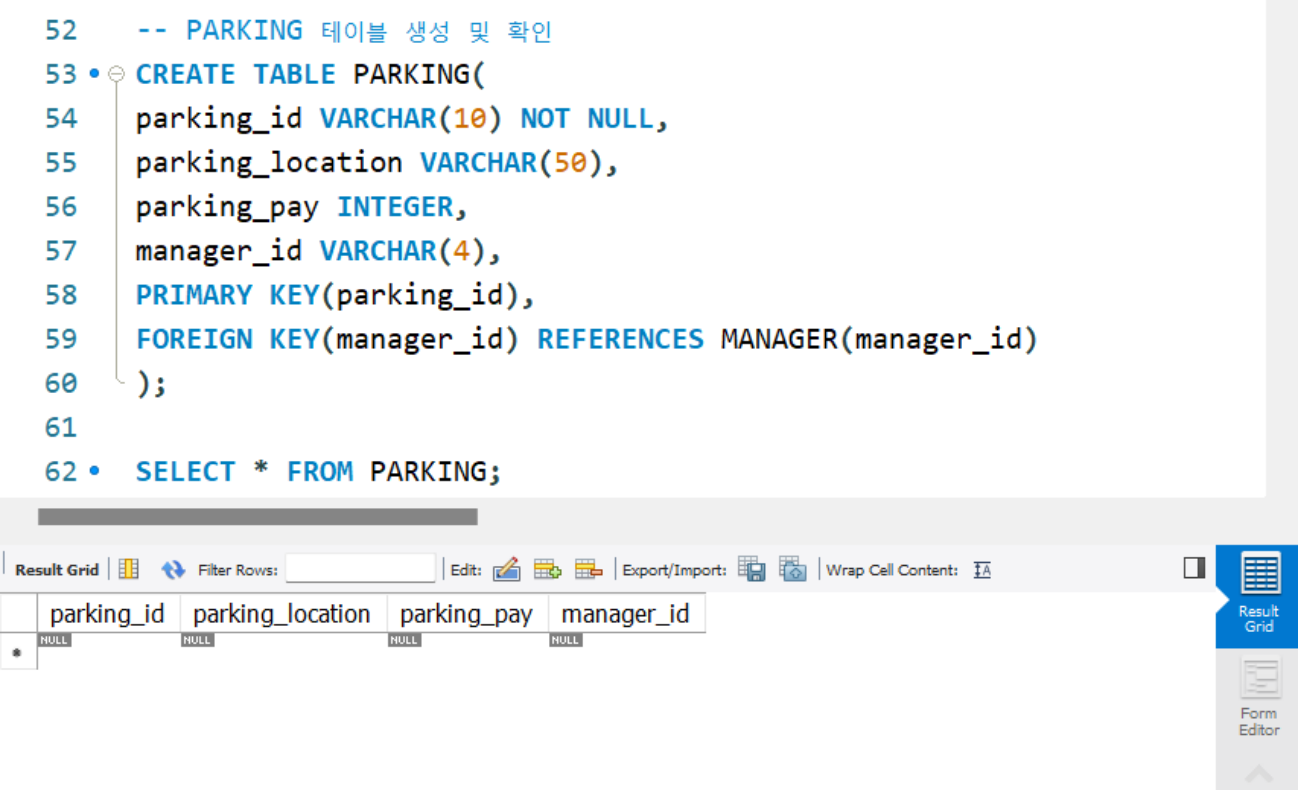 52 -- PARKING 테이블 생성 및 확인
53 CREATE TABLE PARKING(
54 parking_id VARCHAR(10) NOT NULL,
55 parking_location VARCHAR(50),
56 parking_pay INTEGER,
57 manager_id VARCHAR(4),
58 PRIMARY KEY(parking_id),
59 FOREIGN KEY(manager_id) REFERENCES MANAGER(manager_id)
60 );
61
62 SELECT * FROM PARKING;
Result Grid Filter Rows: Edit: Export/Import: Wrap Cell Content: IA
parking_id parking_location parking_pay manager_id
* NULL NULL NULL NULL
Result
Grid
Form
Editor